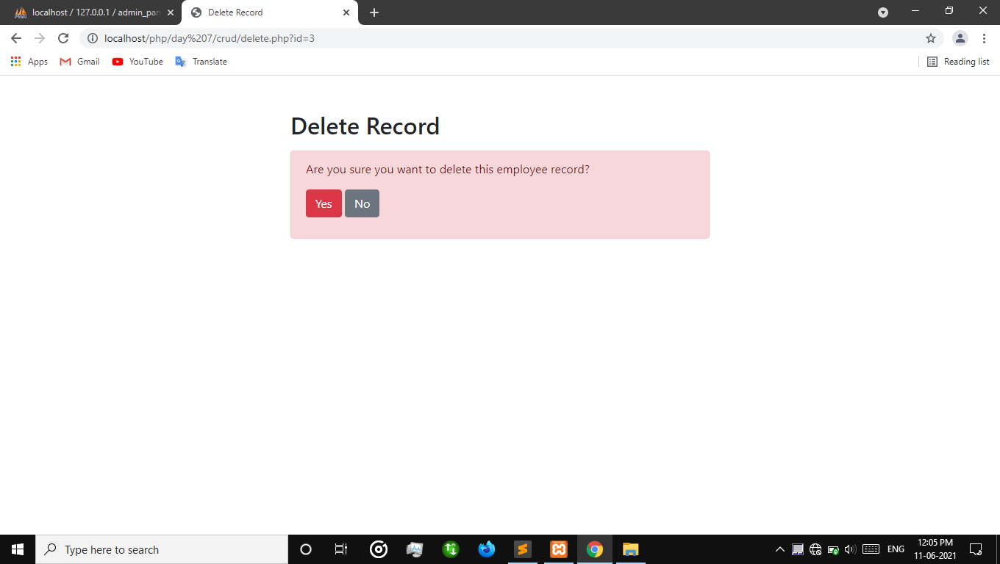 localhost / 127.0.0.1 / admin_pan
Delete Record
localhost/php/day%207/crud/delete.php?id=3
Apps
Gmail
YouTube
Translate
Reading list
Delete Record
Are you sure you want to delete this employee record?
Yes
No
Type here to search
ENG
12:05 PM
11-06-2021